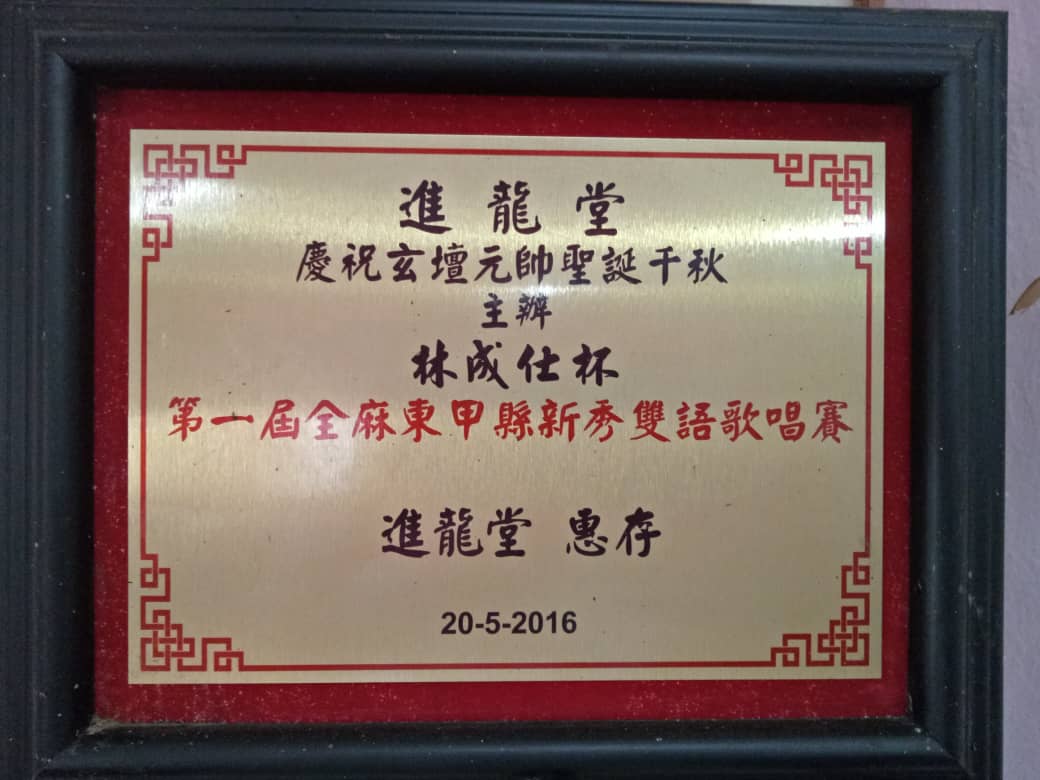 進龍堂
慶祝玄壇元帥聖誕千秋
主辦
林成仕杯
第一屆全麻東甲縣新秀雙語歌唱賽
進龍堂 惠存
20-5-2016